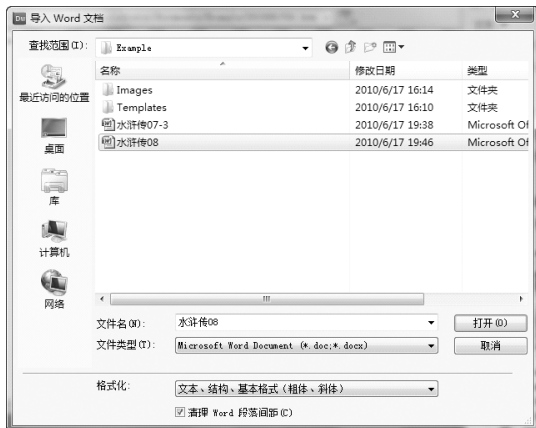 Dw 导入 Word 文档
查找范围(I): Example
名称 修改日期 类型
Images 2010/6/17 16:14 文件夹
Templates 2010/6/17 16:10 文件夹
水浒传07-3 2010/6/17 19:38 Microsoft Of
水浒传08 2010/6/17 19:46 Microsoft Of
最近访问的位置
桌面
库
计算机
网络
文件名(N): 水浒传08 打开(O)
文件类型(T): Microsoft Word Document (*.doc;*.docx) 取消
格式化: 文本、结构、基本格式(粗体、斜体)
清理 Word 段落间距(C)